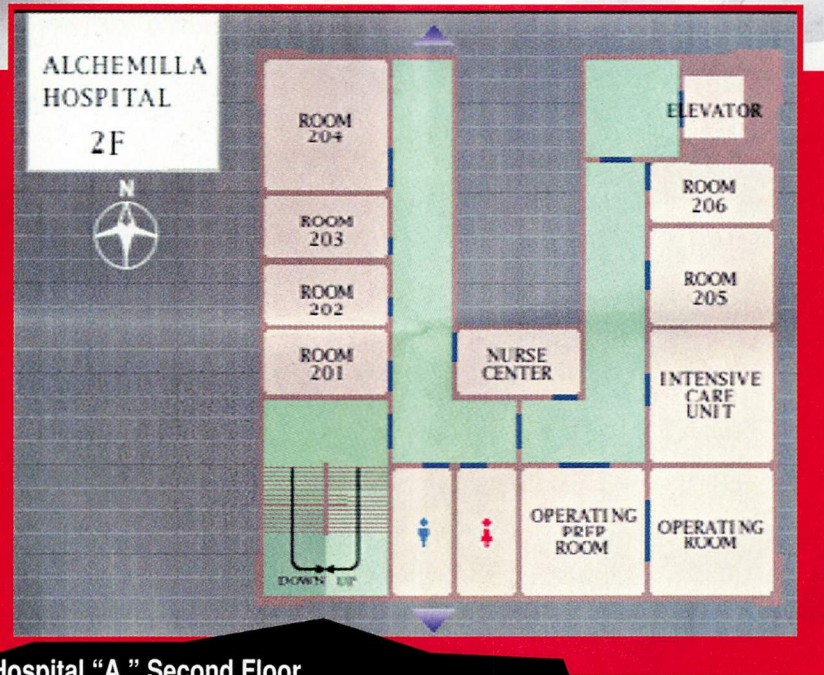 ALCHEMILLA
HOSPITAL
2F
N
ROOM
204
ELEVATOR
ROOM
203
ROOM
206
ROOM
202
ROOM
205
ROOM
201
NURSE
CENTER
INTENSIVE
CARE
UNIT
OPERATING
PREP
ROOM
OPERATING
ROOM
DOWN UP
Hospital “A,” Second Floor